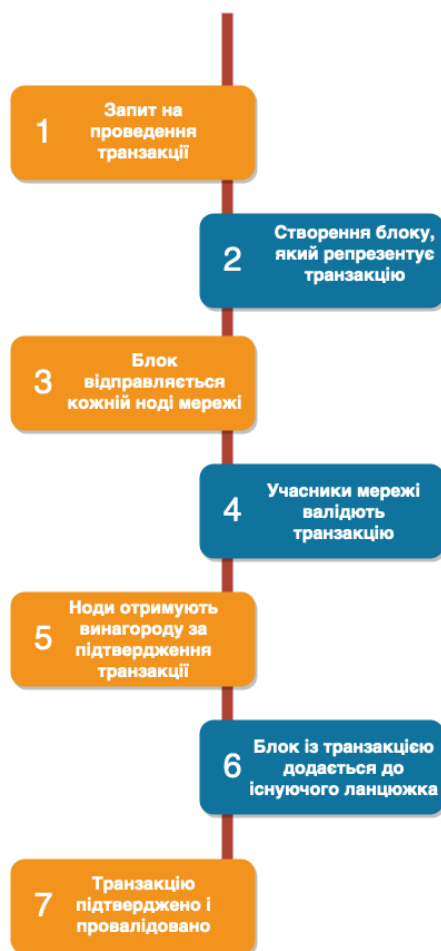 1
Запит на
проведення
транзакції
2
Створення блоку,
який репрезентує
транзакцію
3
Блок
відправляється
кожній ноді мережі
4
Учасники мережі
валідють
транзакцію
5
Ноди отримують
винагороду за
підтвердження
транзакції
6
Блок із транзакцією
додається до
існуючого ланцюжка
7
Транзакцію
підтверджено і
провалідовано